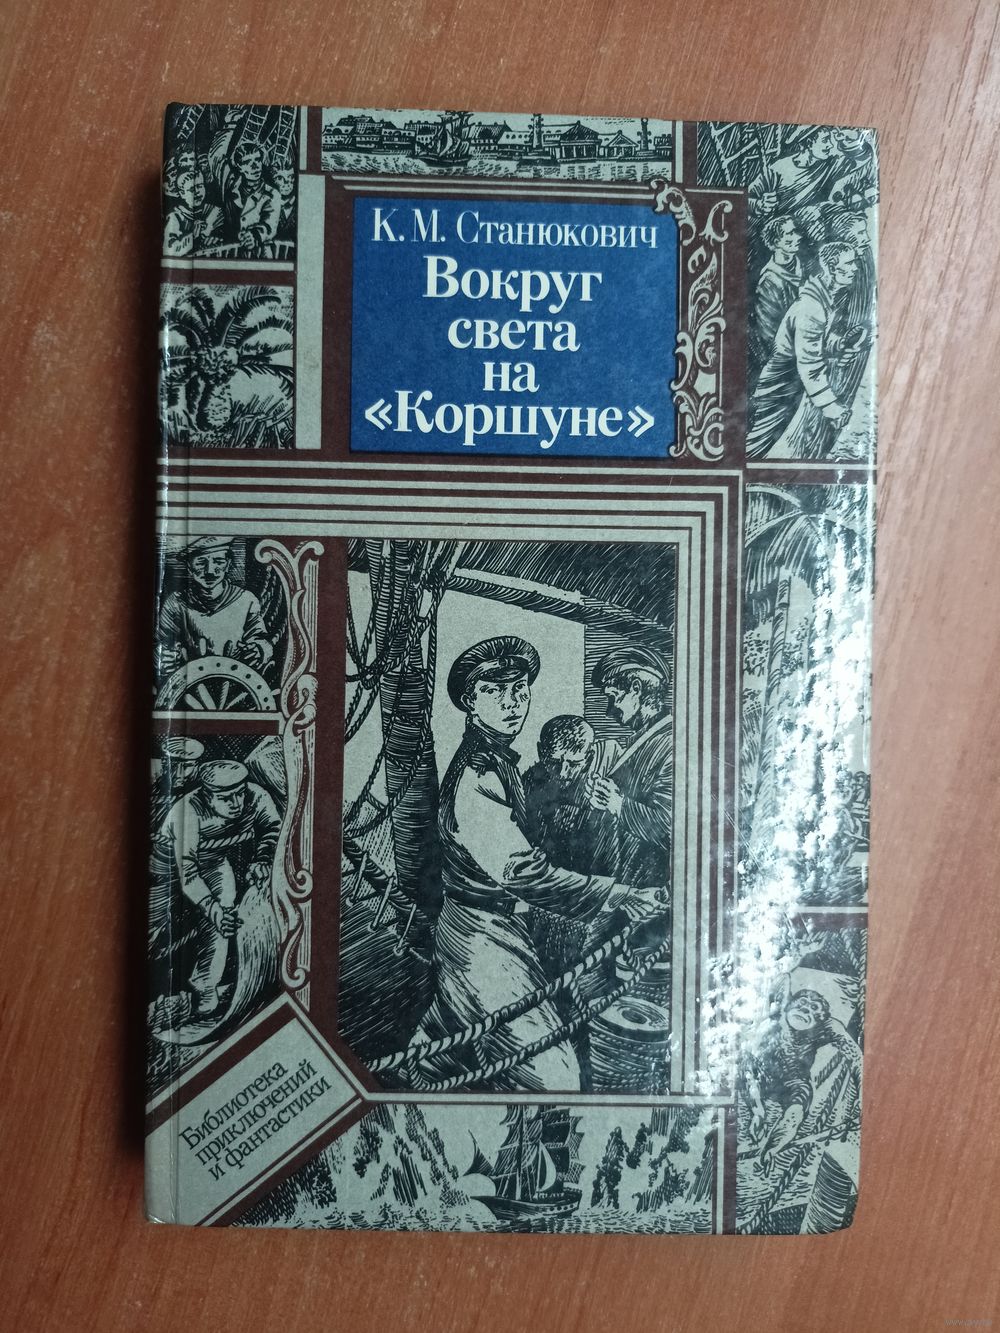 К. М. Станюкович
Вокруг
света
на
«Коршуне»
Библиотека
приключений
и фантастики